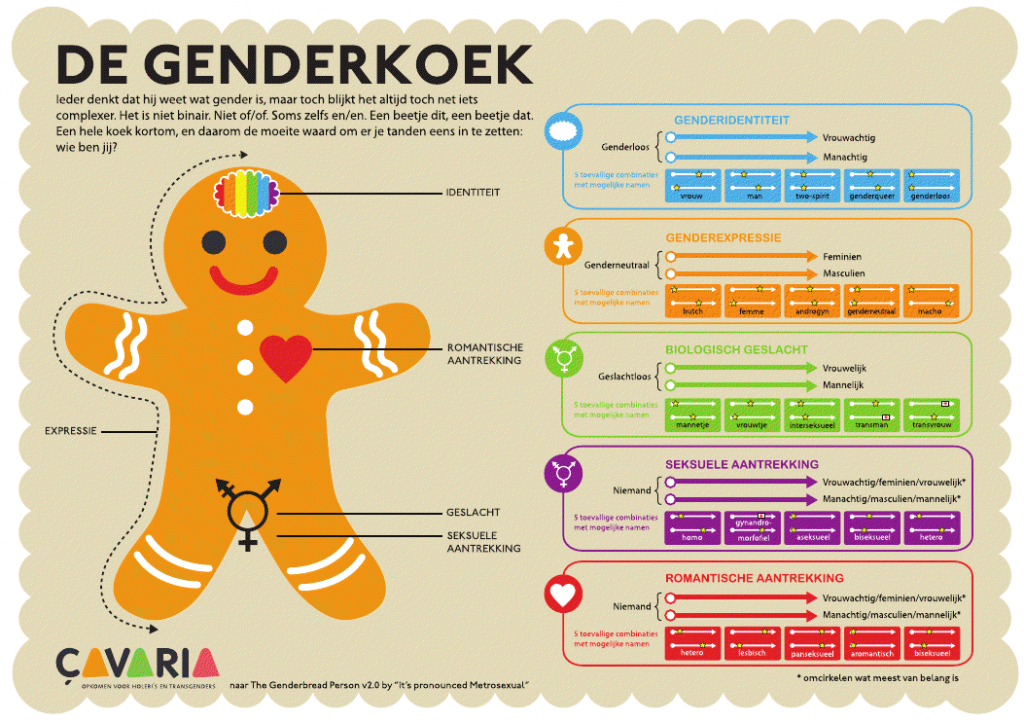 DE GENDERKOEK
Ieder denkt dat hij weet wat gender is, maar toch blijkt het altijd toch net iets
complexer. Het is niet binair. Niet of/of. Soms zelfs en/en. Een beetje dit, een beetje dat.
Een hele koek kortom, en daarom de moeite waard om er je tanden eens in te zetten:
wie ben jij?
IDENTITEIT
ROMANTISCHE
AANTREKKING
EXPRESSIE
GESLACHT
SEKSUELE
AANTREKKING
GENDERIDENTITEIT
Genderloos
Vrouwachtig
Manachtig
5 toevallige combinaties
met mogelijke namen
vrouw
man
two-spirit
genderqueer
genderloos
GENDEREXPRESSIE
Genderneutraal
Feminien
Masculien
5 toevallige combinaties
met mogelijke namen
butch
femme
androgyn
genderneutraal
macho
BIOLOGISCH GESLACHT
Geslachtloos
Vrouwelijk
Mannelijk
5 toevallige combinaties
met mogelijke namen
mannetje
vrouwtje
interseksueel
transman
transvrouw
SEKSUELE AANTREKKING
Niemand
Vrouwachtig/feminien/vrouwelijk*
Manachtig/masculien/mannelijk*
5 toevallige combinaties
met mogelijke namen
homo
gynandro-
morfofiel
aseksueel
biseksueel
hetero
ROMANTISCHE AANTREKKING
Niemand
Vrouwachtig/feminien/vrouwelijk*
Manachtig/masculien/mannelijk*
5 toevallige combinaties
met mogelijke namen
hetero
lesbisch
panseksueel
aromantisch
biseksueel
* omcirkelen wat meest van belang is
ÇAVARIA
OPKOMEN VOOR HOLEBI'S EN TRANSGENDERS
naar The Genderbread Person v2.0 by "It's pronounced Metrosexual"